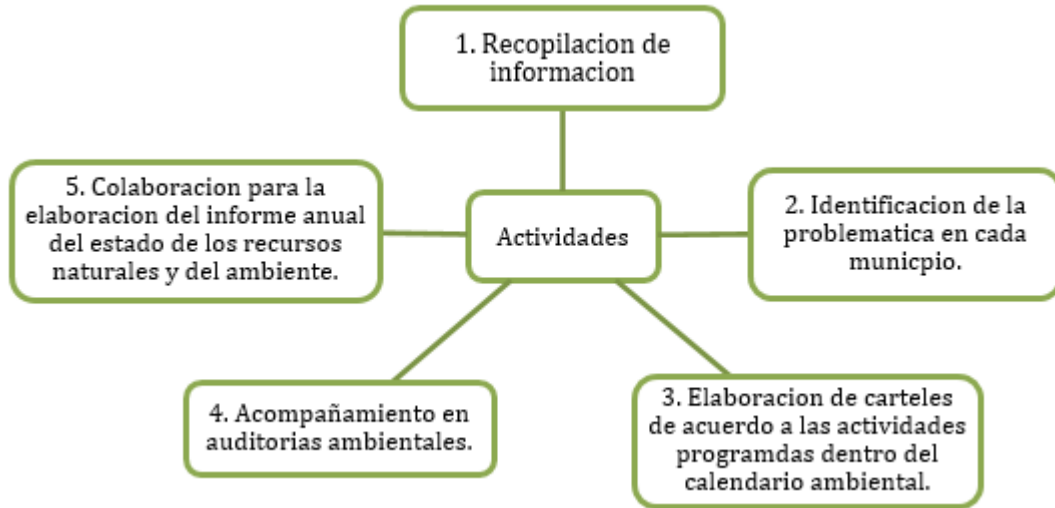 1. Recopilacion de
informacion
5. Colaboracion para la
elaboracion del informe anual
del estado de los recursos
naturales y del ambiente.
Actividades
2. Identificacion de la
problematica en cada
municpio.
4. Acompañamiento en
auditorias ambientales.
3. Elaboracion de carteles
de acuerdo a las actividades
programdas dentro del
calendario ambiental.